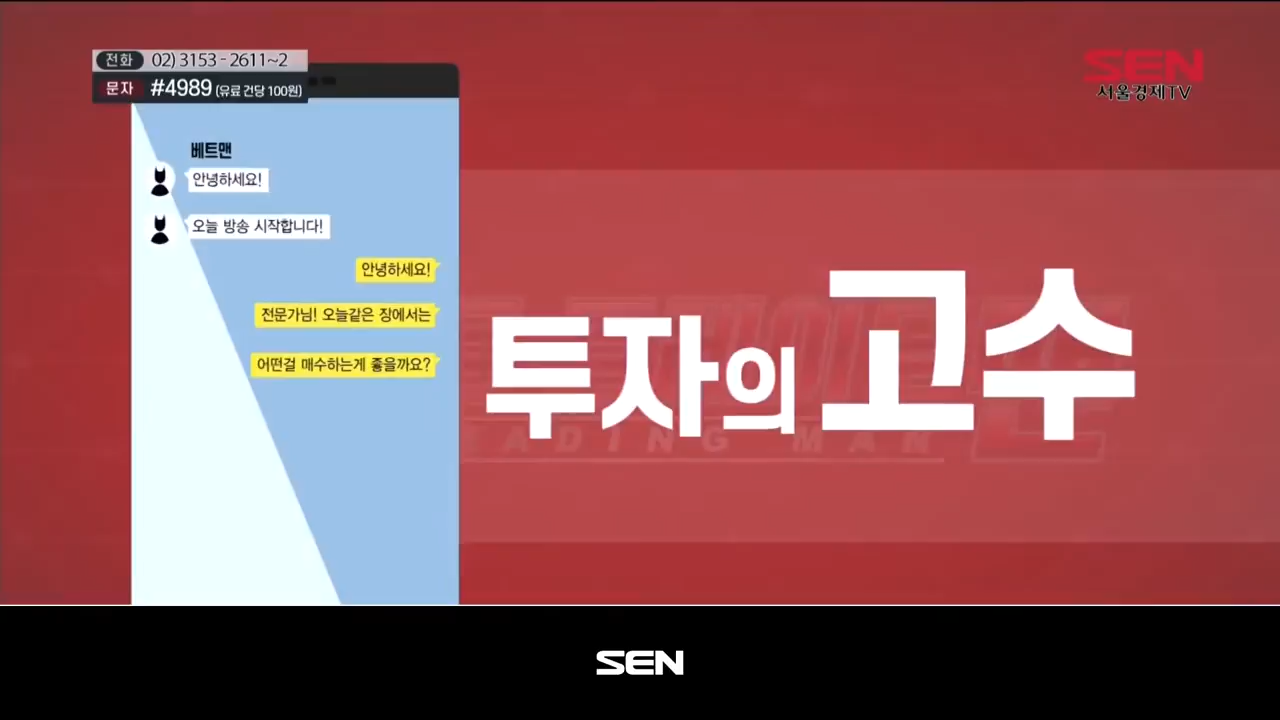 전화 02) 3153 - 2611~2
문자 #4989 (유료 건당 100원)
SEN
서울경제TV
베트맨
안녕하세요!
오늘 방송 시작합니다!
안녕하세요!
전문가님! 오늘같은 장에서는
어떤걸 매수하는게 좋을까요?
투자의 고수
RADING MAN
SEN